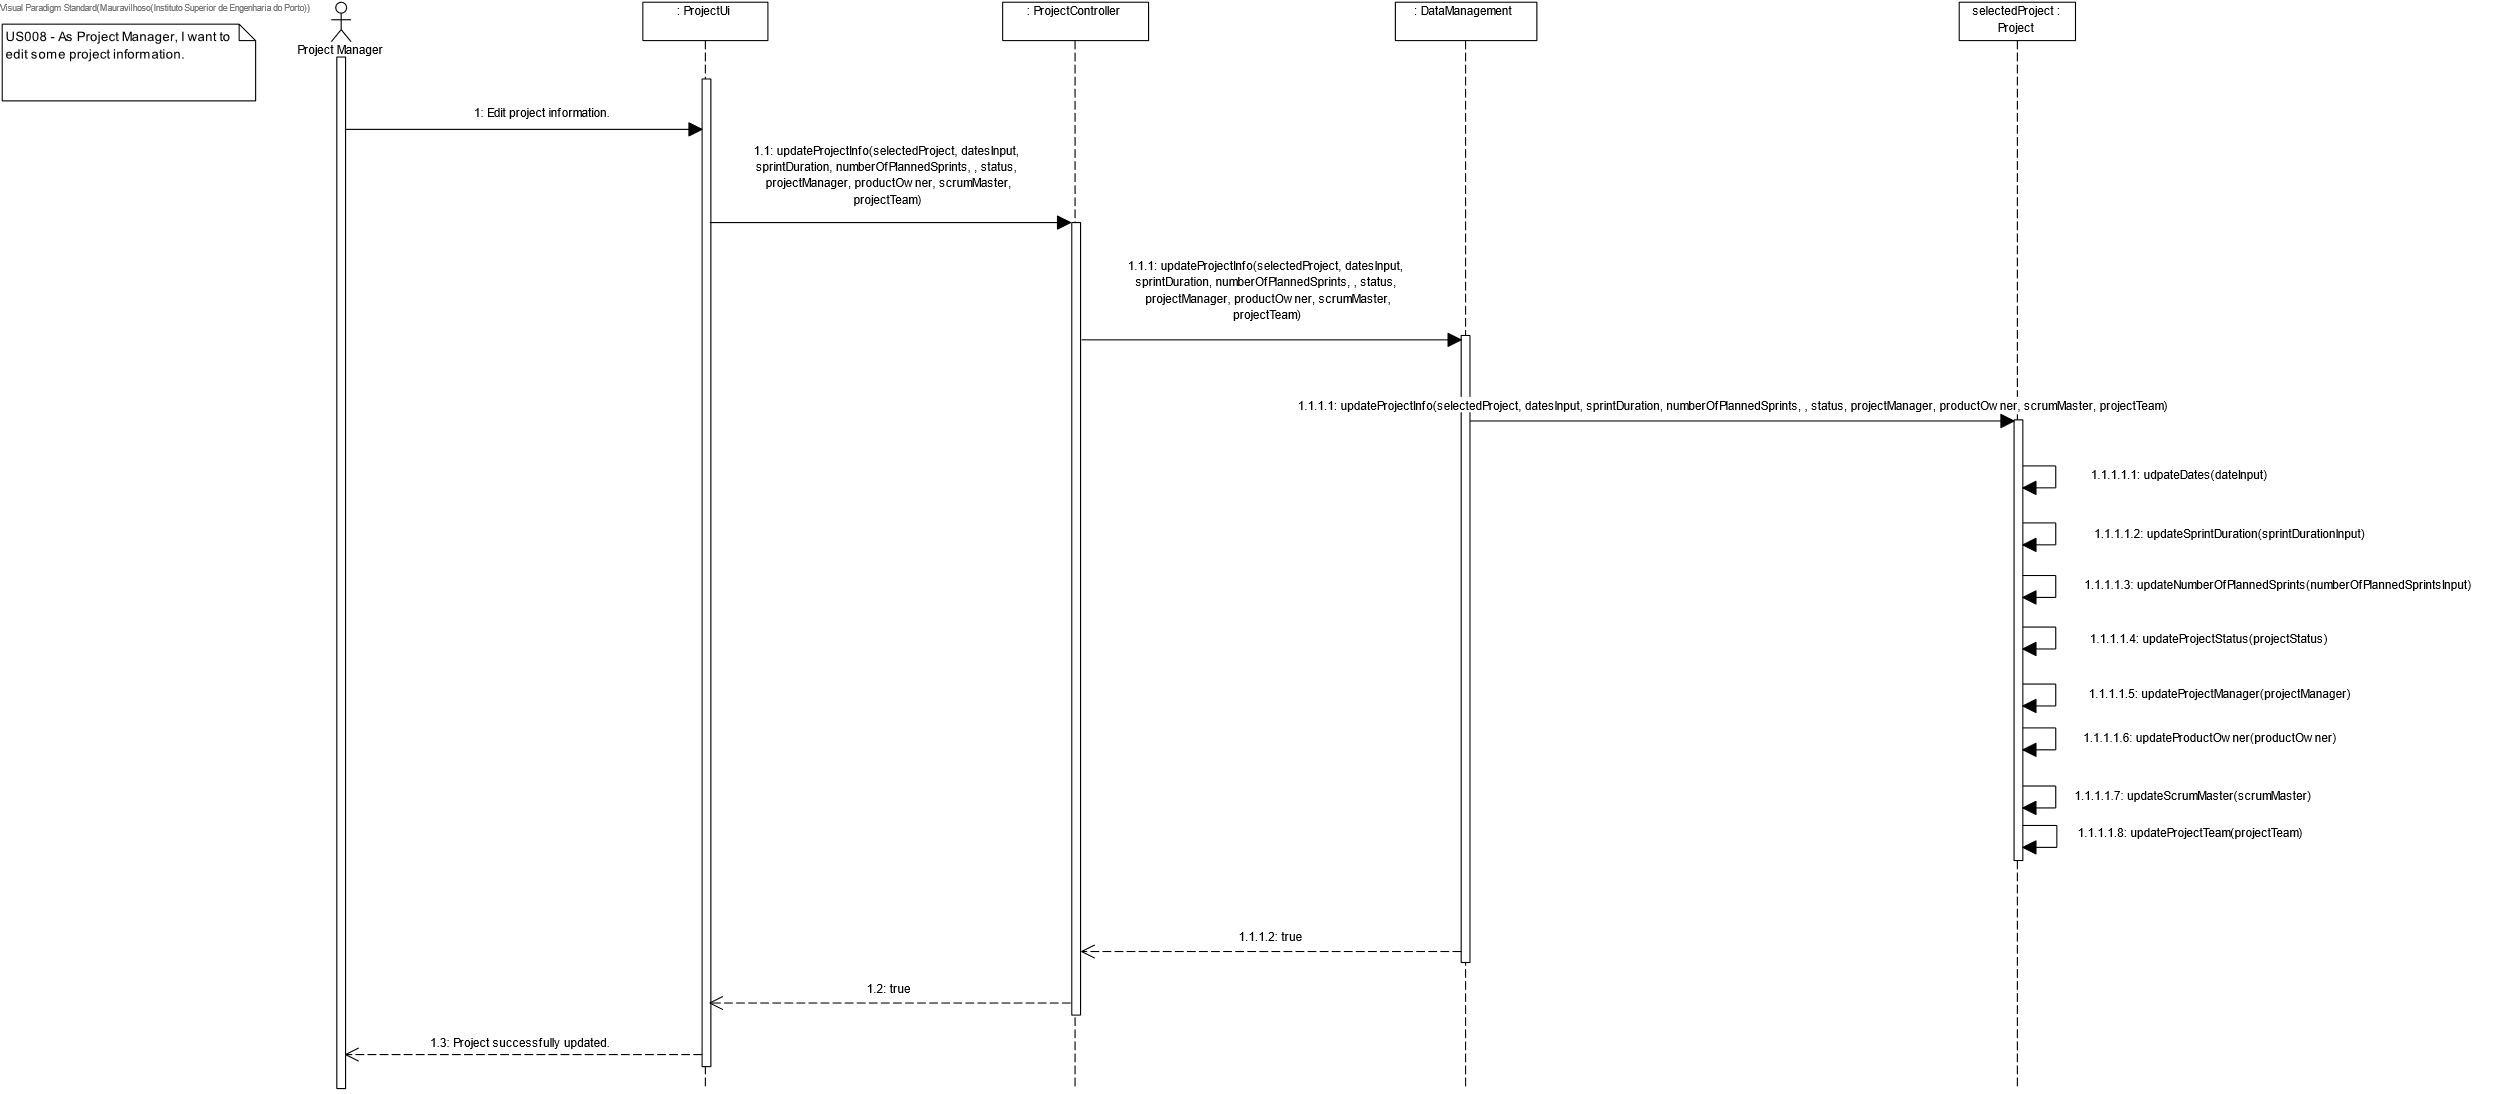 Visual Paradigm Standard(Mauravilhoso(Instituto Superior de Engenharia do Porto))
US008 - As Project Manager, I want to
edit some project information.
Project Manager
: ProjectUi
: ProjectController
: DataManagement
selectedProject :
Project
1: Edit project information.
1.1: updateProjectInfo(selectedProject, datesInput,
sprintDuration, numberOfPlannedSprints, , status,
projectManager, productOwner, scrumMaster,
projectTeam)
1.1.1: updateProjectInfo(selectedProject, datesInput,
sprintDuration, numberOfPlannedSprints, , status,
projectManager, productOwner, scrumMaster,
projectTeam)
1.1.1.1: updateProjectInfo(selectedProject, datesInput, sprintDuration, numberOfPlannedSprints, , status, projectManager, productOwner, scrumMaster, projectTeam)
1.1.1.1.1: udpateDates(dateInput)
1.1.1.1.2: updateSprintDuration(sprintDurationInput)
1.1.1.1.3: updateNumberOfPlannedSprints(numberOfPlannedSprintsInput)
1.1.1.1.4: updateProjectStatus(projectStatus)
1.1.1.1.5: updateProjectManager(projectManager)
1.1.1.1.6: updateProductOwner(productOwner)
1.1.1.1.7: updateScrumMaster(scrumMaster)
1.1.1.1.8: updateProjectTeam(projectTeam)
1.1.1.2: true
1.2: true
1.3: Project successfully updated.